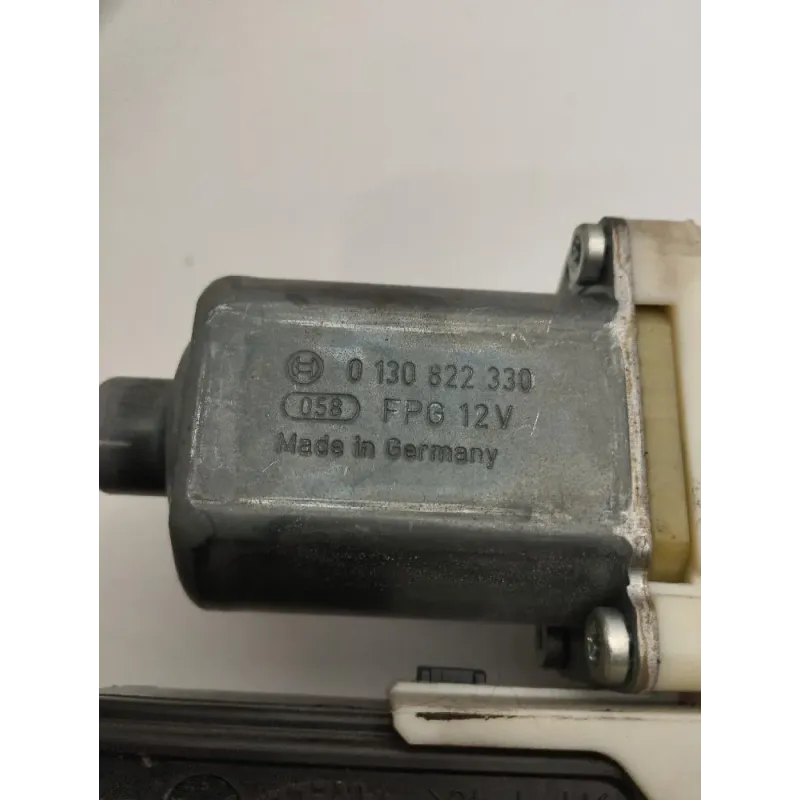 0 130 822 330
058 FPG 12V
Made in Germany